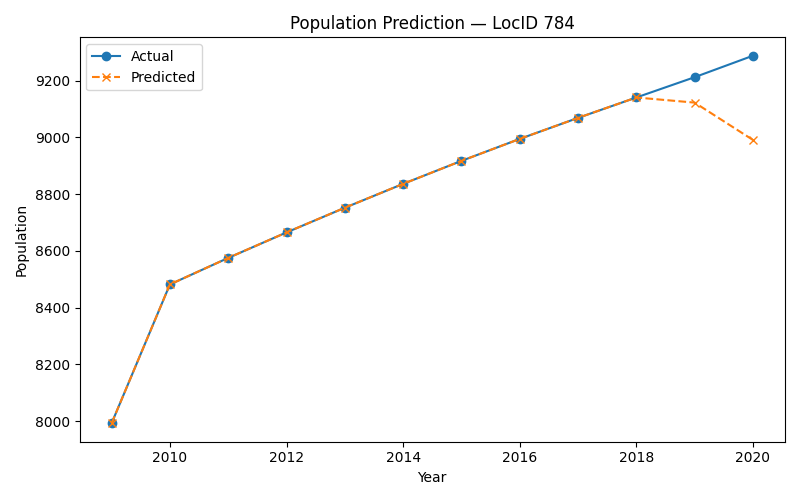 Population Prediction — LocID 784
Actual
Predicted
Population
9200
9000
8800
8600
8400
8200
8000
2010 2012 2014 2016 2018 2020
Year